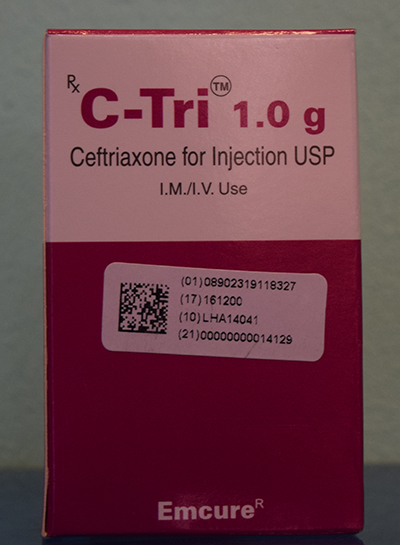 Rx C-Tri™ 1.0 g
Ceftriaxone for Injection USP
I.M./I.V. Use
(01)08902319118327
(17)161200
(10)LHA14041
(21)00000000014129
Emcure R